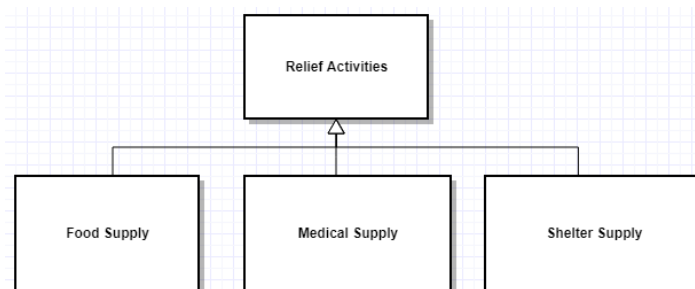 Relief Activities
Food Supply
Medical Supply
Shelter Supply